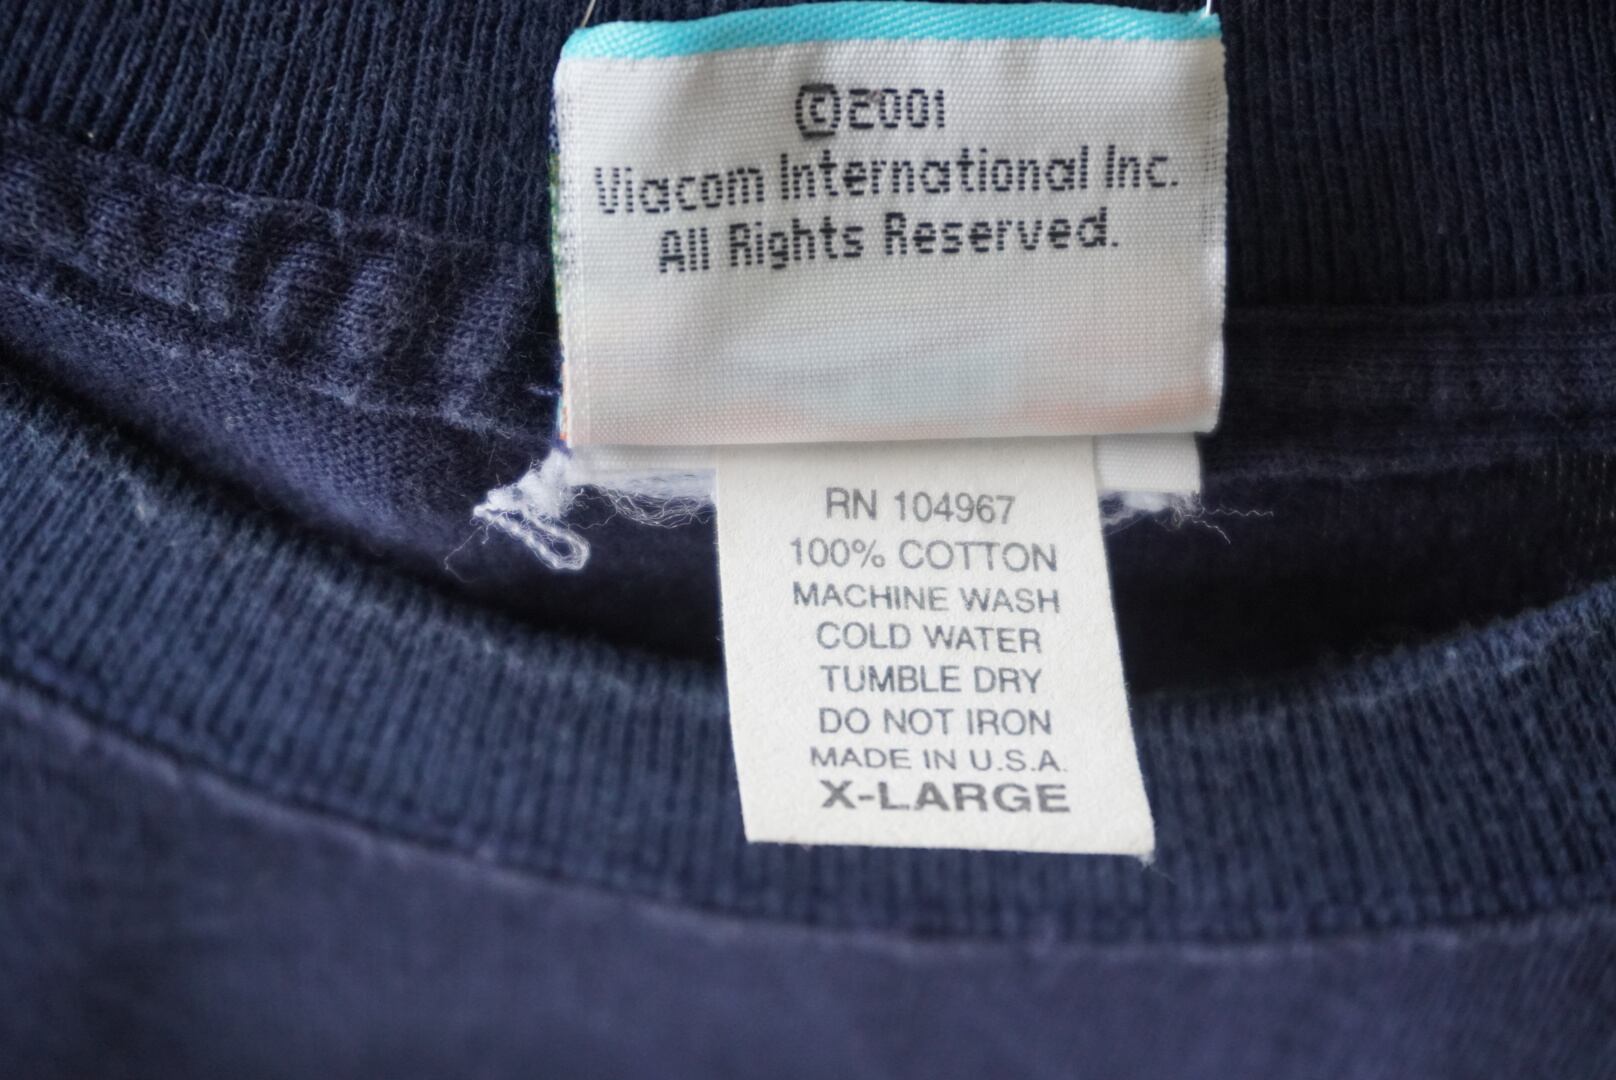 ©2001
Viacom International Inc.
All Rights Reserved.
RN 104967
100% COTTON
MACHINE WASH
COLD WATER
TUMBLE DRY
DO NOT IRON
MADE IN U.S.A.
X-LARGE